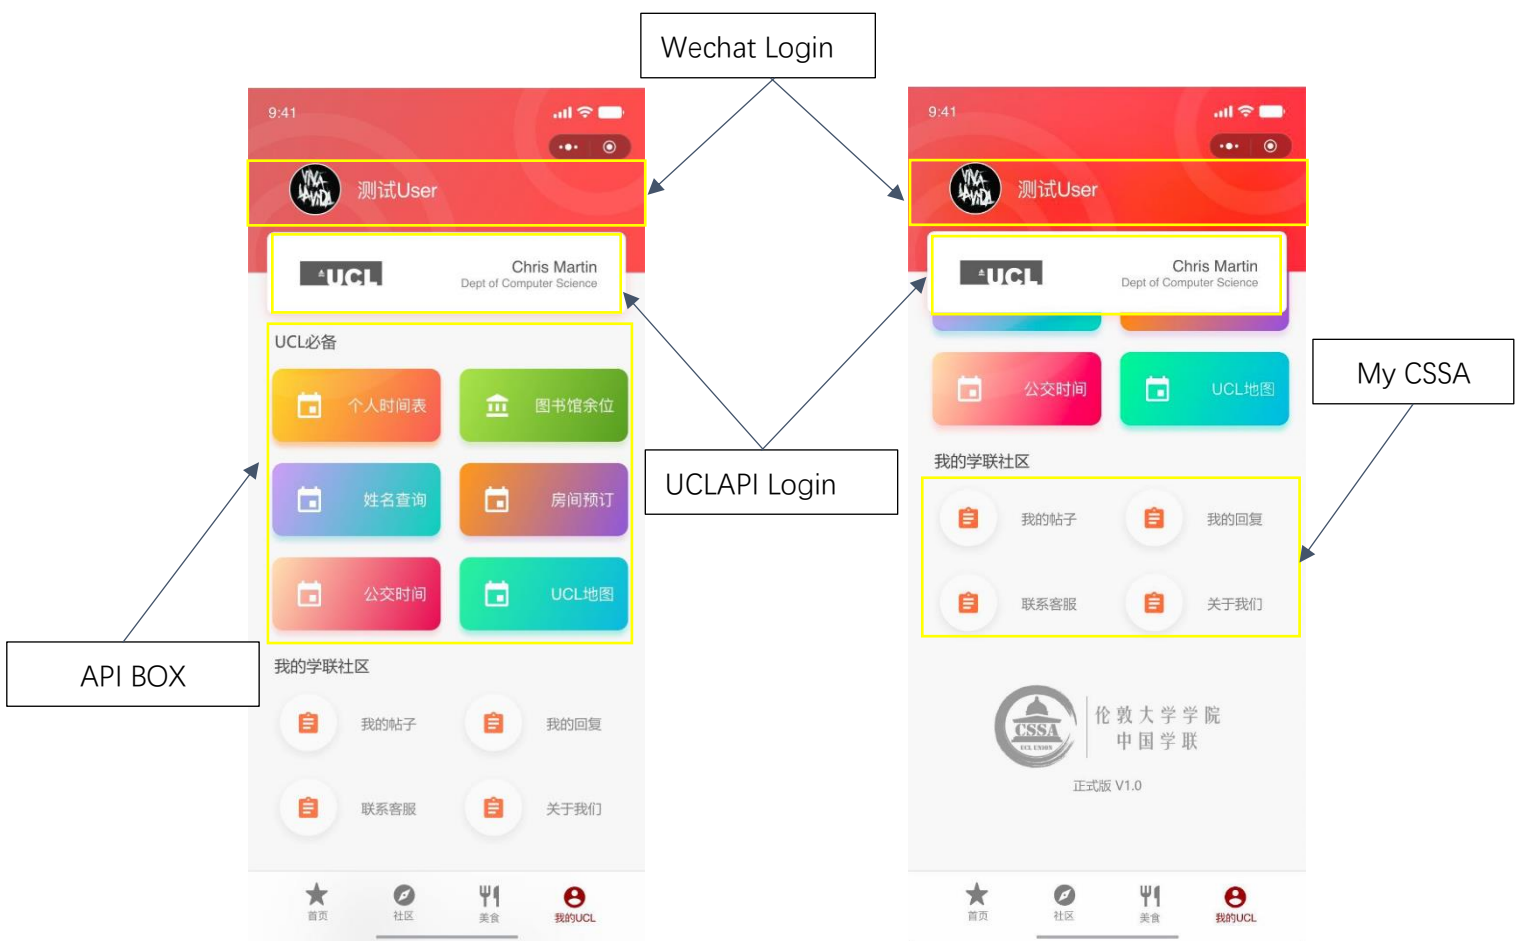 Wechat Login
9:41
测试User
UCL
Chris Martin
Dept of Computer Science
UCL必备
个人时间表
图书馆余位
姓名查询
房间预订
公交时间
UCL地图
我的学联社区
我的帖子
我的回复
联系客服
关于我们
首页
社区
美食
我的UCL
API BOX
UCLAPI Login
9:41
测试User
UCL
Chris Martin
Dept of Computer Science
公交时间
UCL地图
我的学联社区
我的帖子
我的回复
联系客服
关于我们
CSSA
UCL UNION
伦敦大学学院
中国学联
正式版 V1.0
首页
社区
美食
我的UCL
My CSSA
VIVA
LA VIDA
VIVA
LA VIDA